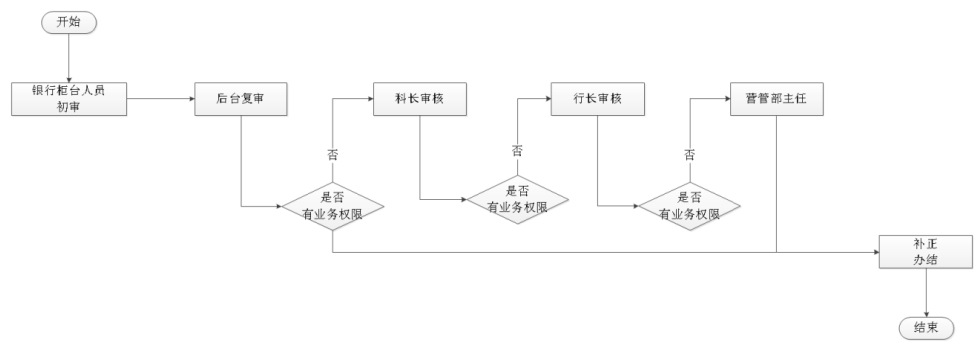 开始
银行柜台人员
初审
后台复审
科长审核
行长审核
营管部主任
否
否
否
是否
有业务权限
是否
有业务权限
是否
有业务权限
补正
办结
结束